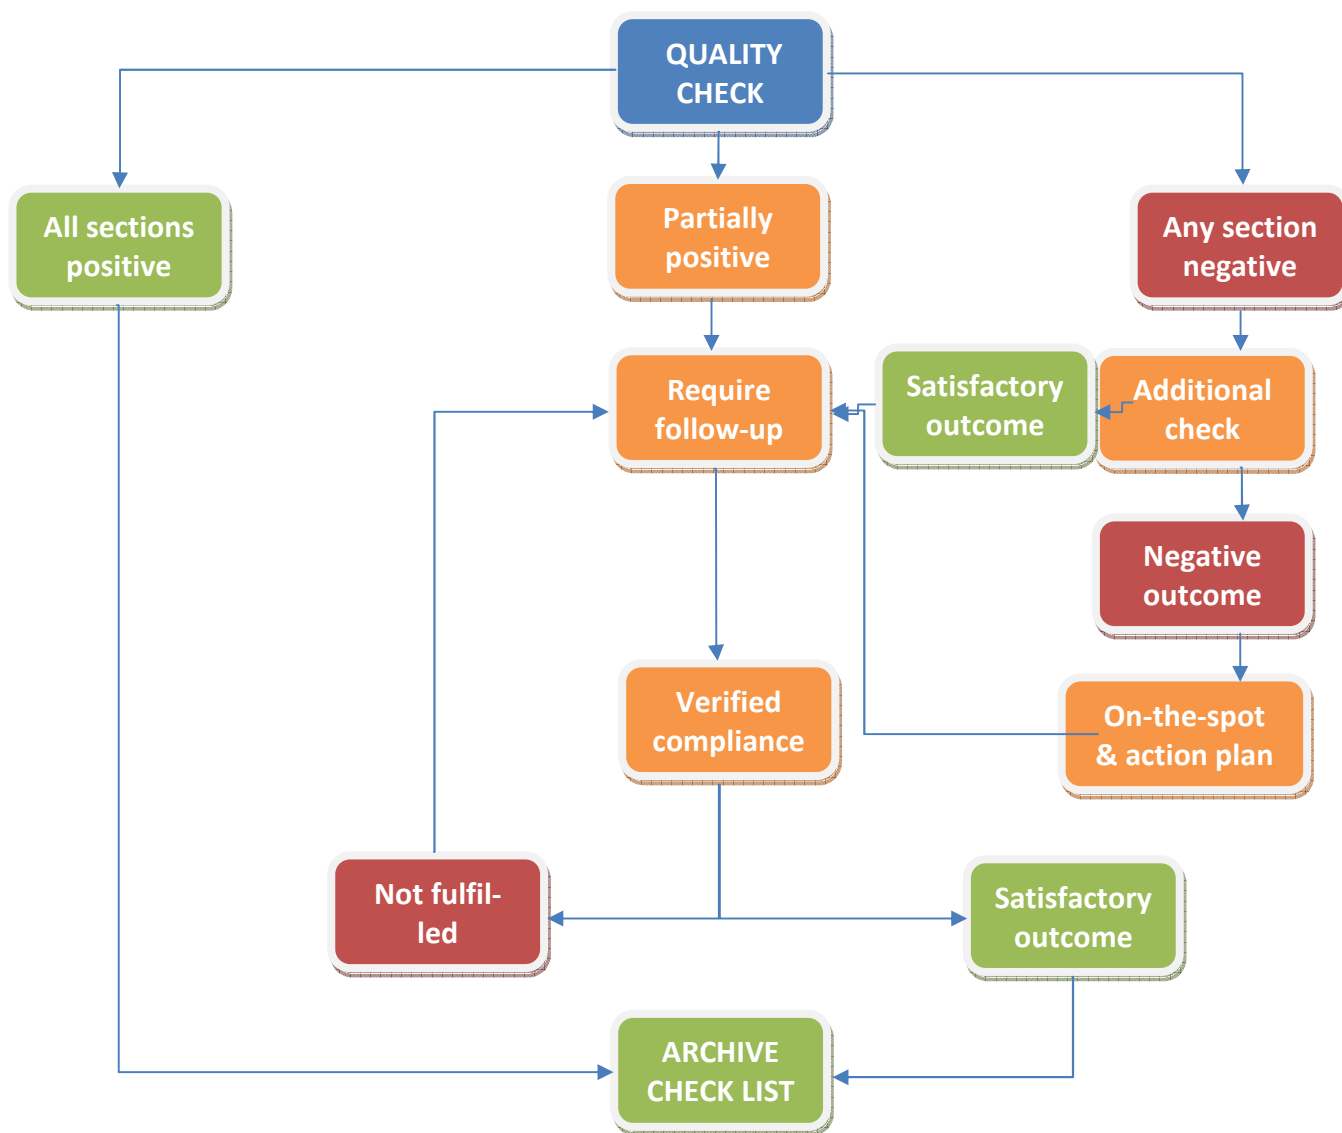 QUALITY
CHECK
All sections
positive
Partially
positive
Any section
negative
Require
follow-up
Satisfactory
outcome
Additional
check
Negative
outcome
Verified
compliance
On-the-spot
& action plan
Not fulfil-
led
Satisfactory
outcome
ARCHIVE
CHECK LIST